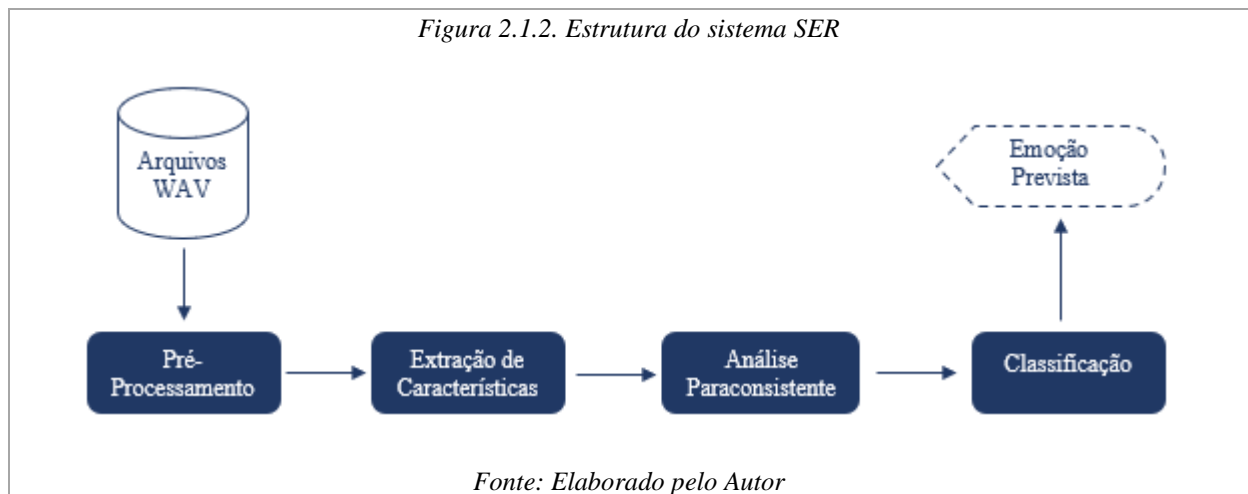 Figura 2.1.2. Estrutura do sistema SER
Arquivos
WAV
Emoção
Prevista
Pré-
Processamento
Extração de
Características
Análise
Paraconsistente
Classificação
Fonte: Elaborado pelo Autor